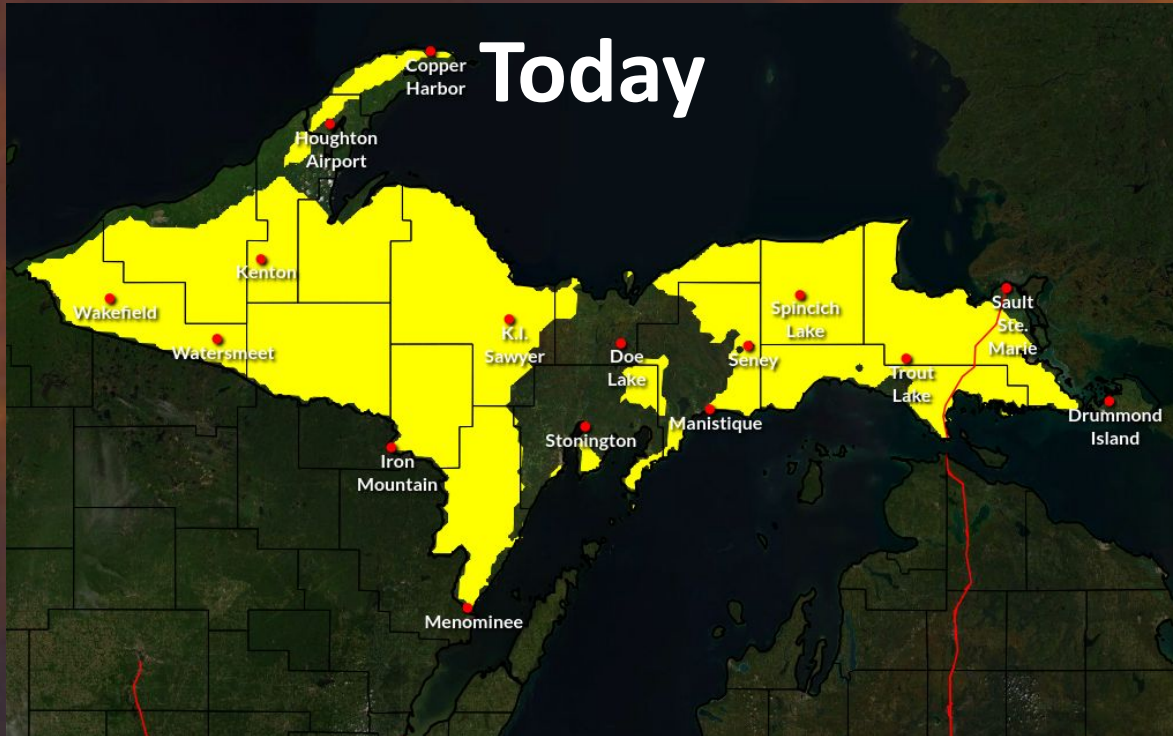 Today
Copper
Harbor
Houghton
Airport
Kenton
Wakefield
Watersmeet
K.I.
Sawyer
Doe
Lake
Spincich
Lake
Seney
Sault
Ste.
Marie
Trout
Lake
Drummond
Island
Manistique
Stonington
Iron
Mountain
Menominee